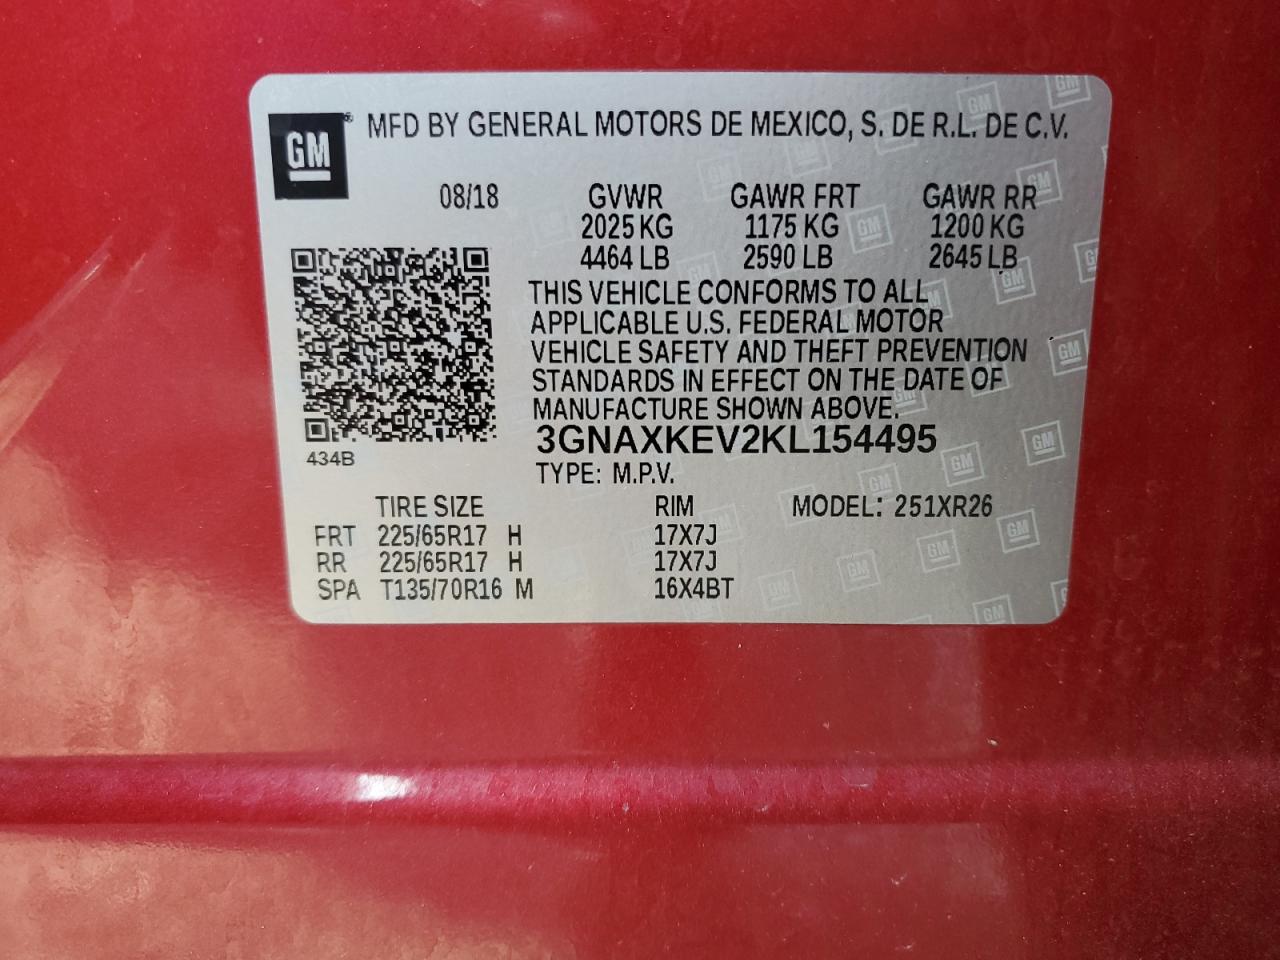 GM® MFD BY GENERAL MOTORS DE MEXICO, S. DE R.L. DE C.V.
08/18 GVWR GAWR FRT GAWR RR
2025 KG 1175 KG 1200 KG
4464 LB 2590 LB 2645 LB
THIS VEHICLE CONFORMS TO ALL
APPLICABLE U.S. FEDERAL MOTOR
VEHICLE SAFETY AND THEFT PREVENTION
STANDARDS IN EFFECT ON THE DATE OF
MANUFACTURE SHOWN ABOVE.
3GNAXKEV2KL154495
434B
TYPE: M.P.V.
TIRE SIZE RIM MODEL: 251XR26
FRT 225/65R17 H 17X7J
RR 225/65R17 H 17X7J
SPA T135/70R16 M 16X4BT